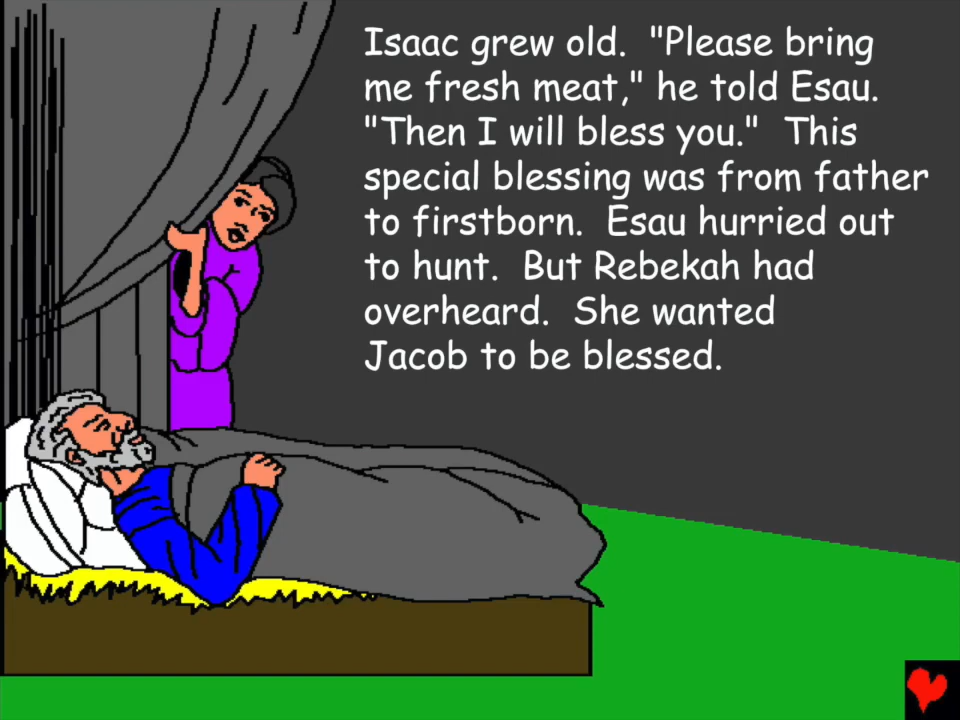 Isaac grew old.  "Please bring
me fresh meat," he told Esau.
"Then I will bless you."  This
special blessing was from father
to firstborn.  Esau hurried out
to hunt.  But Rebekah had
overheard.  She wanted
Jacob to be blessed.